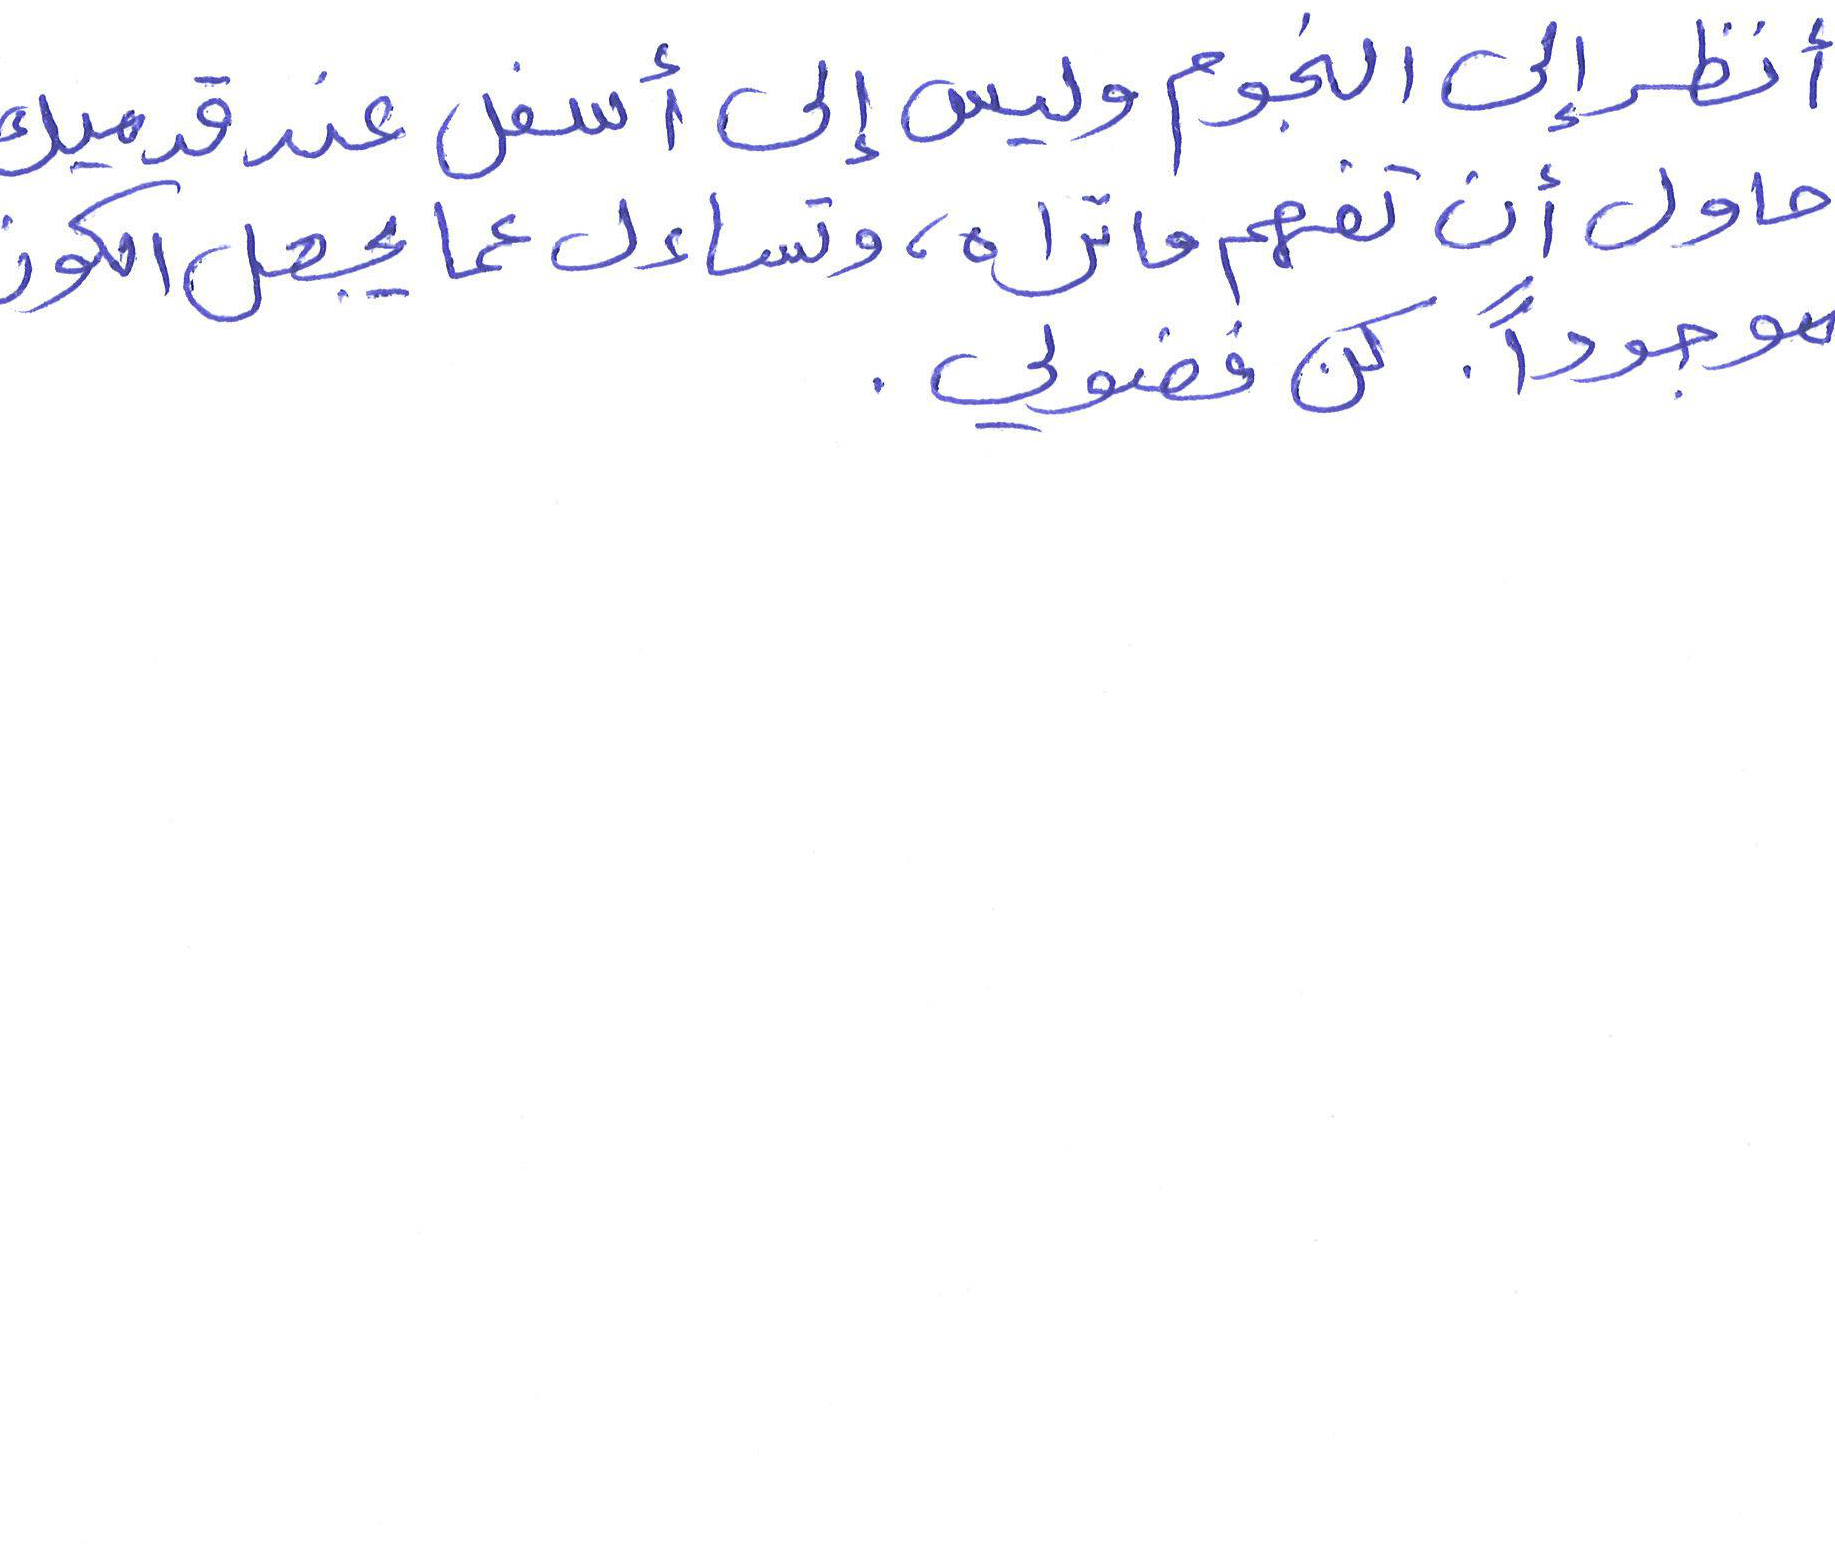 أنظر إلى النجوم وليس إلى أسفل عند قدميك
حاول أن تفهم ما تراه، وتساءل عما يجعل الكون
موجوداً. كن فضولي.